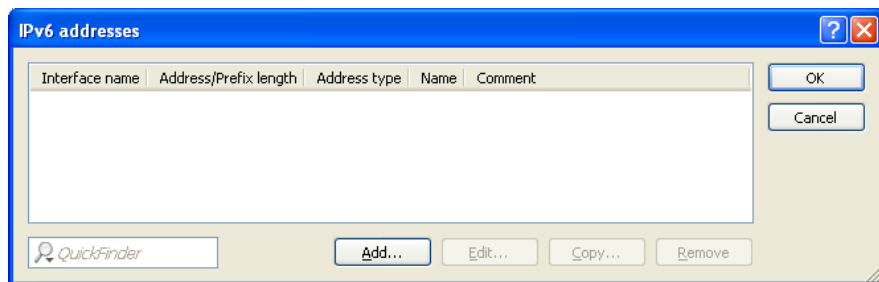 IPv6 addresses
Interface name Address/Prefix length Address type Name Comment
OK
Cancel
QuickFinder Add... Edit... Copy... Remove